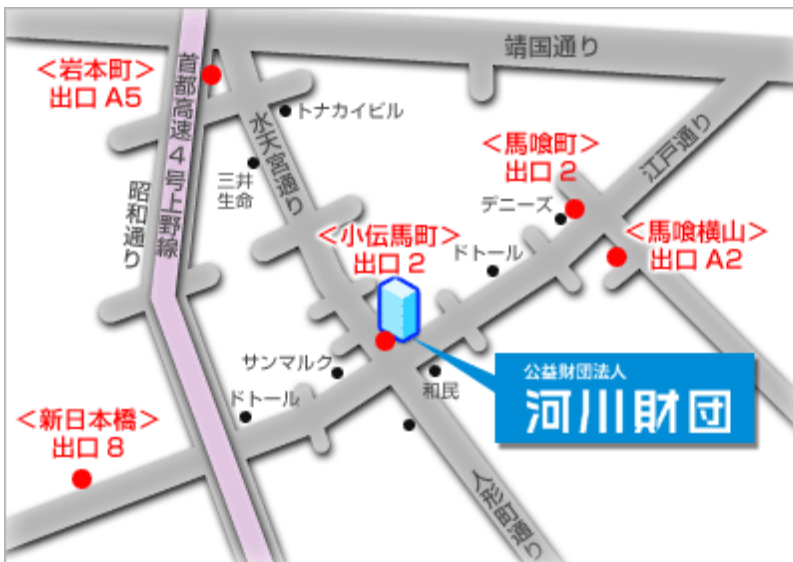 靖国通り
<岩本町>
出口 A5
首都高速4号上野線
トナカイビル
水天宮通り
三井
生命
昭和通り
江戸通り
<馬喰町>
出口 2
デニーズ
<馬喰横山>
出口 A2
<小伝馬町>
出口 2
ドトール
サンマルク
ドトール
和民
公益財団法人
河川財団
<新日本橋>
出口 8
人形町通り